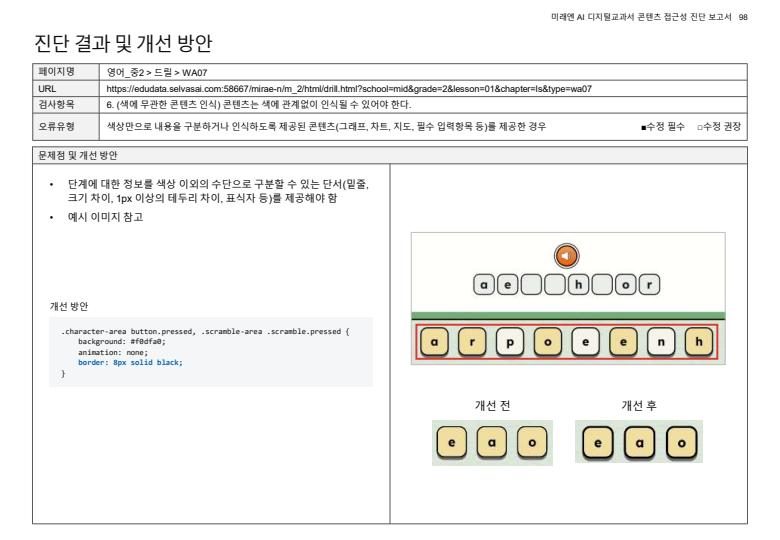 미래엔 AI 디지털교과서 콘텐츠 접근성 진단 보고서 98
진단 결과 및 개선 방안
페이지명 영어_중2 > 드릴 > WA07
URL https://edudata.selvasai.com:58667/mirae-n/m_2/html/drill.html?school=mid&grade=2&lesson=01&chapter=ls&type=wa07
검사항목 6. (색에 무관한 콘텐츠 인식) 콘텐츠는 색에 관계없이 인식될 수 있어야 한다.
오류유형 색상만으로 내용을 구분하거나 인식하도록 제공된 콘텐츠(그래프, 차트, 지도, 필수 입력항목 등)를 제공한 경우 ■수정 필수 □수정 권장
문제점 및 개선 방안
• 단계에 대한 정보를 색상 이외의 수단으로 구분할 수 있는 단서(밑줄,
크기 차이, 1px 이상의 테두리 차이, 표식자 등)를 제공해야 함
• 예시 이미지 참고
개선 방안
.character-area button.pressed, .scramble-area .scramble.pressed {
background: #f0dfa0;
animation: none;
border: 8px solid black;
}
a e h o r
a r p o e e n h
개선 전 개선 후
e a o e a o